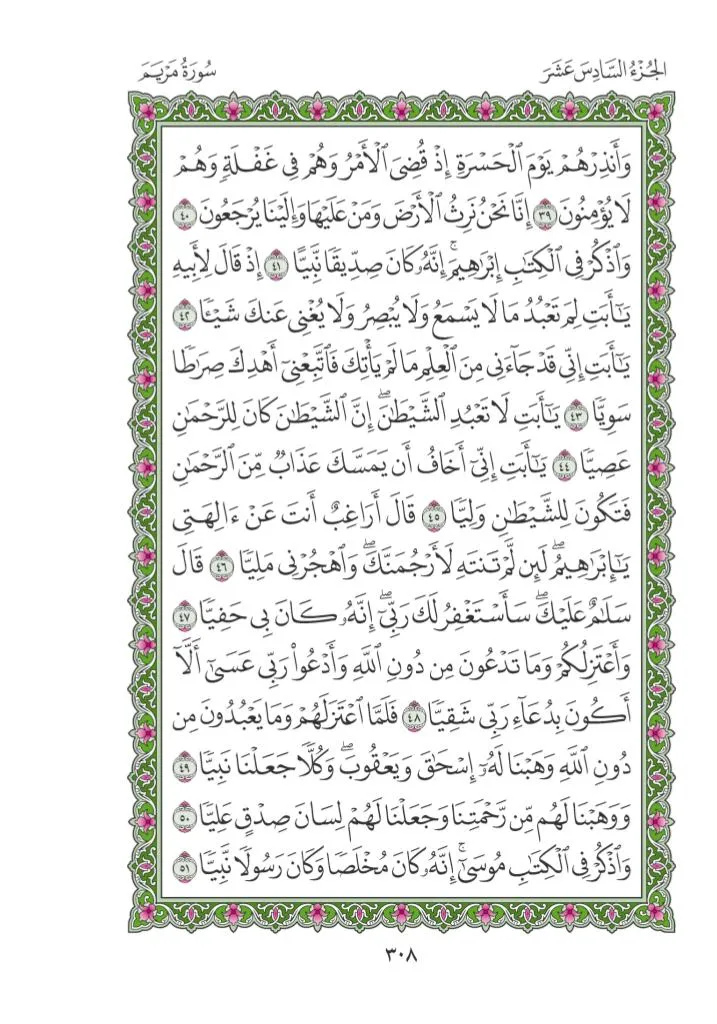 الجُزْءُ السَّادِسَ عَشَرَ
سُورَةُ مَرْيَمَ
وَأَنذِرْهُمْ يَوْمَ ٱلْحَسْرَةِ إِذْ قُضِىَ ٱلْأَمْرُ وَهُمْ فِى غَفْلَةٍ وَهُمْ
لَا يُؤْمِنُونَ ٣٩ إِنَّا نَحْنُ نَرِثُ ٱلْأَرْضَ وَمَنْ عَلَيْهَا وَإِلَيْنَا يُرْجَعُونَ ٤٠
وَٱذْكُرْ فِى ٱلْكِتَٰبِ إِبْرَٰهِيمَ ۚ إِنَّهُۥ كَانَ صِدِّيقًا نَّبِيًّا ٤١ إِذْ قَالَ لِأَبِيهِ
يَٰٓأَبَتِ لِمَ تَعْبُدُ مَا لَا يَسْمَعُ وَلَا يُبْصِرُ وَلَا يُغْنِى عَنكَ شَيْـًٔا ٤٢
يَٰٓأَبَتِ إِنِّى قَدْ جَآءَنِى مِنَ ٱلْعِلْمِ مَا لَمْ يَأْتِكَ فَٱتَّبِعْنِىٓ أَهْدِكَ صِرَٰطًا
سَوِيًّا ٤٣ يَٰٓأَبَتِ لَا تَعْبُدِ ٱلشَّيْطَٰنَ ۖ إِنَّ ٱلشَّيْطَٰنَ كَانَ لِلرَّحْمَٰنِ
عَصِيًّا ٤٤ يَٰٓأَبَتِ إِنِّىٓ أَخَافُ أَن يَمَسَّكَ عَذَابٌ مِّنَ ٱلرَّحْمَٰنِ
فَتَكُونَ لِلشَّيْطَٰنِ وَلِيًّا ٤٥ قَالَ أَرَاغِبٌ أَنتَ عَنْ ءَالِهَتِى
يَٰٓإِبْرَٰهِيمُ ۖ لَئِن لَّمْ تَنتَهِ لَأَرْجُمَنَّكَ ۖ وَٱهْجُرْنِى مَلِيًّا ٤٦ قَالَ
سَلَٰمٌ عَلَيْكَ ۖ سَأَسْتَغْفِرُ لَكَ رَبِّىٓ ۖ إِنَّهُۥ كَانَ بِى حَفِيًّا ٤٧
وَأَعْتَزِلُكُمْ وَمَا تَدْعُونَ مِن دُونِ ٱللَّهِ وَأَدْعُوا۟ رَبِّى عَسَىٰٓ أَلَّآ
أَكُونَ بِدُعَآءِ رَبِّى شَقِيًّا ٤٨ فَلَمَّا ٱعْتَزَلَهُمْ وَمَا يَعْبُدُونَ مِن
دُونِ ٱللَّهِ وَهَبْنَا لَهُۥٓ إِسْحَٰقَ وَيَعْقُوبَ ۖ وَكُلًّا جَعَلْنَا نَبِيًّا ٤٩
وَوَهَبْنَا لَهُم مِّن رَّحْمَتِنَا وَجَعَلْنَا لَهُمْ لِسَانَ صِدْقٍ عَلِيًّا ٥٠
وَٱذْكُرْ فِى ٱلْكِتَٰبِ مُوسَىٰٓ ۚ إِنَّهُۥ كَانَ مُخْلَصًا وَكَانَ رَسُولًا نَّبِيًّا ٥١
٣٠٨